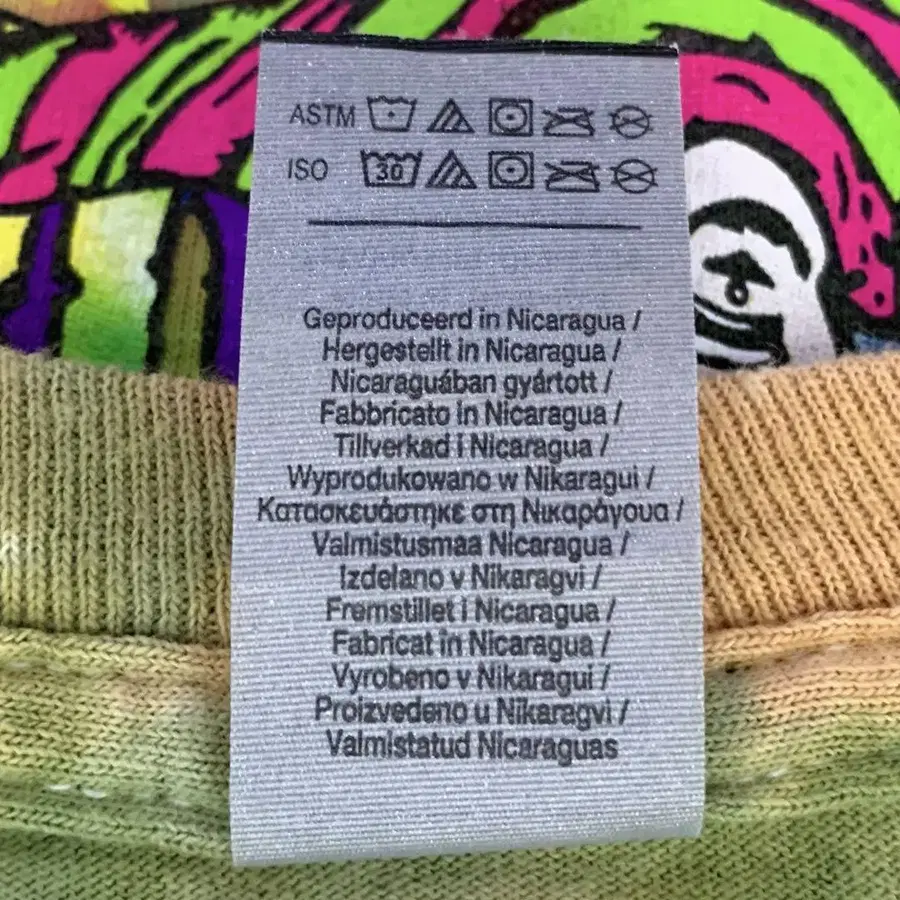 ASTM
ISO 30
Geproduceerd in Nicaragua /
Hergestellt in Nicaragua /
Nicaraguában gyártott /
Fabbricato in Nicaragua /
Tillverkad i Nicaragua /
Wyprodukowano w Nikaragui /
Κατασκευάστηκε στη Νικαράγουα /
Valmistusmaa Nicaragua /
Izdelano v Nikaragvi /
Fremstillet i Nicaragua /
Fabricat in Nicaragua /
Vyrobeno v Nikaragui /
Proizvedeno u Nikaragvi /
Valmistatud Nicaraguas